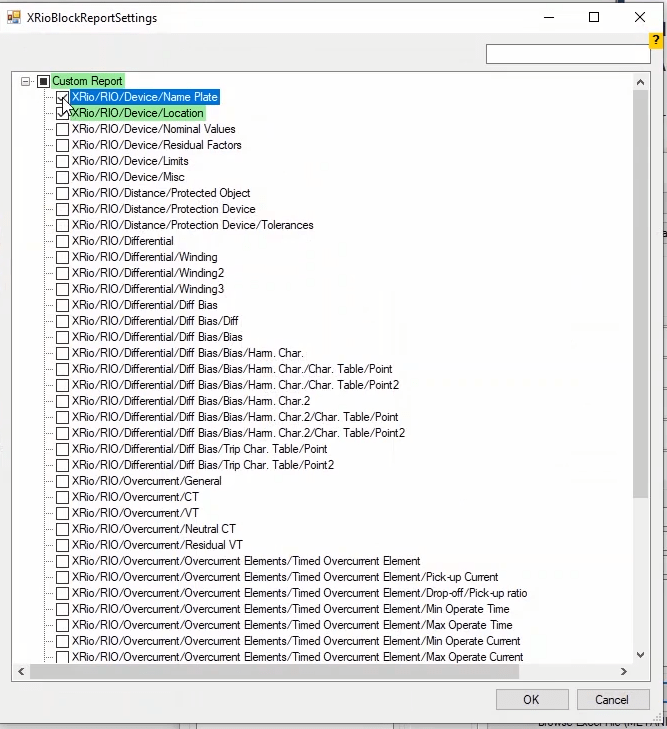 XRioBlockReportSettings
?
Custom Report
XRio/RIO/Device/Name Plate
XRio/RIO/Device/Location
XRio/RIO/Device/Nominal Values
XRio/RIO/Device/Residual Factors
XRio/RIO/Device/Limits
XRio/RIO/Device/Misc
XRio/RIO/Distance/Protected Object
XRio/RIO/Distance/Protection Device
XRio/RIO/Distance/Protection Device/Tolerances
XRio/RIO/Differential
XRio/RIO/Differential/Winding
XRio/RIO/Differential/Winding2
XRio/RIO/Differential/Winding3
XRio/RIO/Differential/Diff Bias
XRio/RIO/Differential/Diff Bias/Diff
XRio/RIO/Differential/Diff Bias/Bias
XRio/RIO/Differential/Diff Bias/Bias/Harm. Char.
XRio/RIO/Differential/Diff Bias/Bias/Harm. Char./Char. Table/Point
XRio/RIO/Differential/Diff Bias/Bias/Harm. Char./Char. Table/Point2
XRio/RIO/Differential/Diff Bias/Bias/Harm. Char.2
XRio/RIO/Differential/Diff Bias/Bias/Harm. Char.2/Char. Table/Point
XRio/RIO/Differential/Diff Bias/Bias/Harm. Char.2/Char. Table/Point2
XRio/RIO/Differential/Diff Bias/Trip Char. Table/Point
XRio/RIO/Differential/Diff Bias/Trip Char. Table/Point2
XRio/RIO/Overcurrent/General
XRio/RIO/Overcurrent/CT
XRio/RIO/Overcurrent/VT
XRio/RIO/Overcurrent/Neutral CT
XRio/RIO/Overcurrent/Residual VT
XRio/RIO/Overcurrent/Overcurrent Elements/Timed Overcurrent Element
XRio/RIO/Overcurrent/Overcurrent Elements/Timed Overcurrent Element/Pick-up Current
XRio/RIO/Overcurrent/Overcurrent Elements/Timed Overcurrent Element/Drop-off/Pick-up ratio
XRio/RIO/Overcurrent/Overcurrent Elements/Timed Overcurrent Element/Min Operate Time
XRio/RIO/Overcurrent/Overcurrent Elements/Timed Overcurrent Element/Max Operate Time
XRio/RIO/Overcurrent/Overcurrent Elements/Timed Overcurrent Element/Min Operate Current
XRio/RIO/Overcurrent/Overcurrent Elements/Timed Overcurrent Element/Max Operate Current
OK Cancel
Browse Excel File